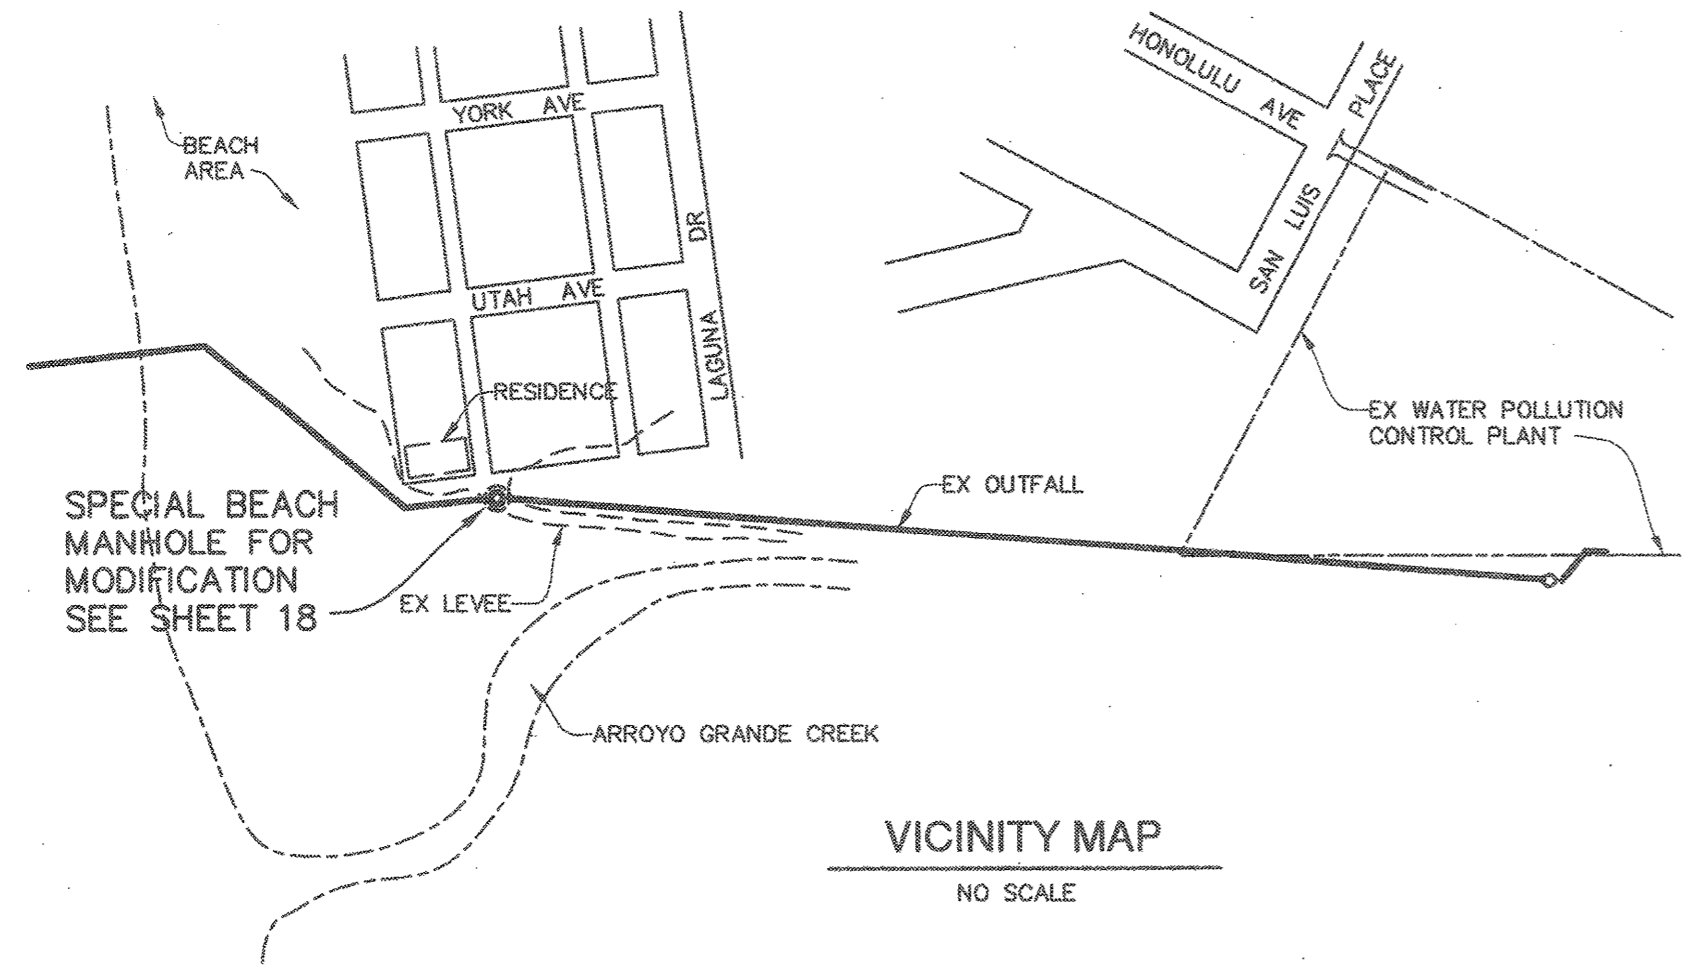 HONOLULU AVE
PLACE
SAN LUIS
YORK AVE
BEACH
AREA
LAGUNA DR
UTAH AVE
RESIDENCE
EX WATER POLLUTION
CONTROL PLANT
EX OUTFALL
SPECIAL BEACH
MANHOLE FOR
MODIFICATION
SEE SHEET 18
EX LEVEE
ARROYO GRANDE CREEK
VICINITY MAP
NO SCALE